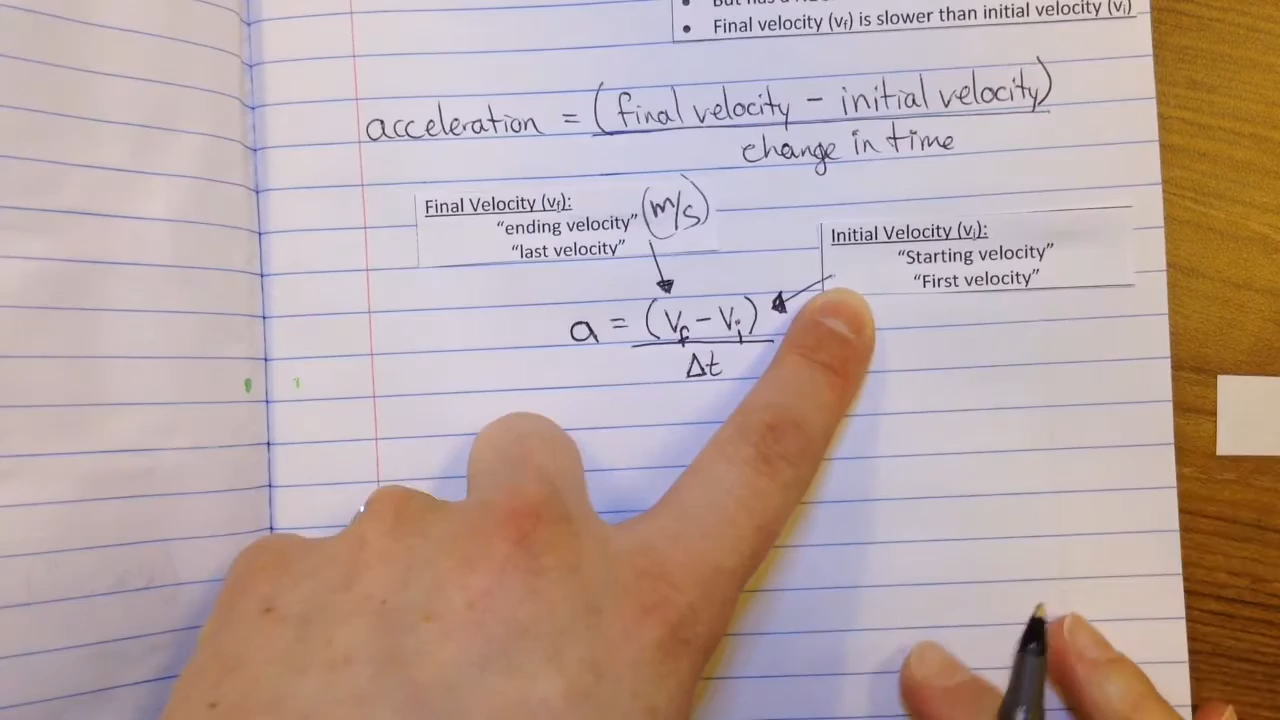 Final velocity (vf) is slower than initial velocity (vi)
acceleration = (final velocity - initial velocity)
change in time
Final Velocity (vf):
"ending velocity" (m/s)
"last velocity"
Initial Velocity (vi):
"Starting velocity"
"First velocity"
a = (Vf - Vi)
Δt